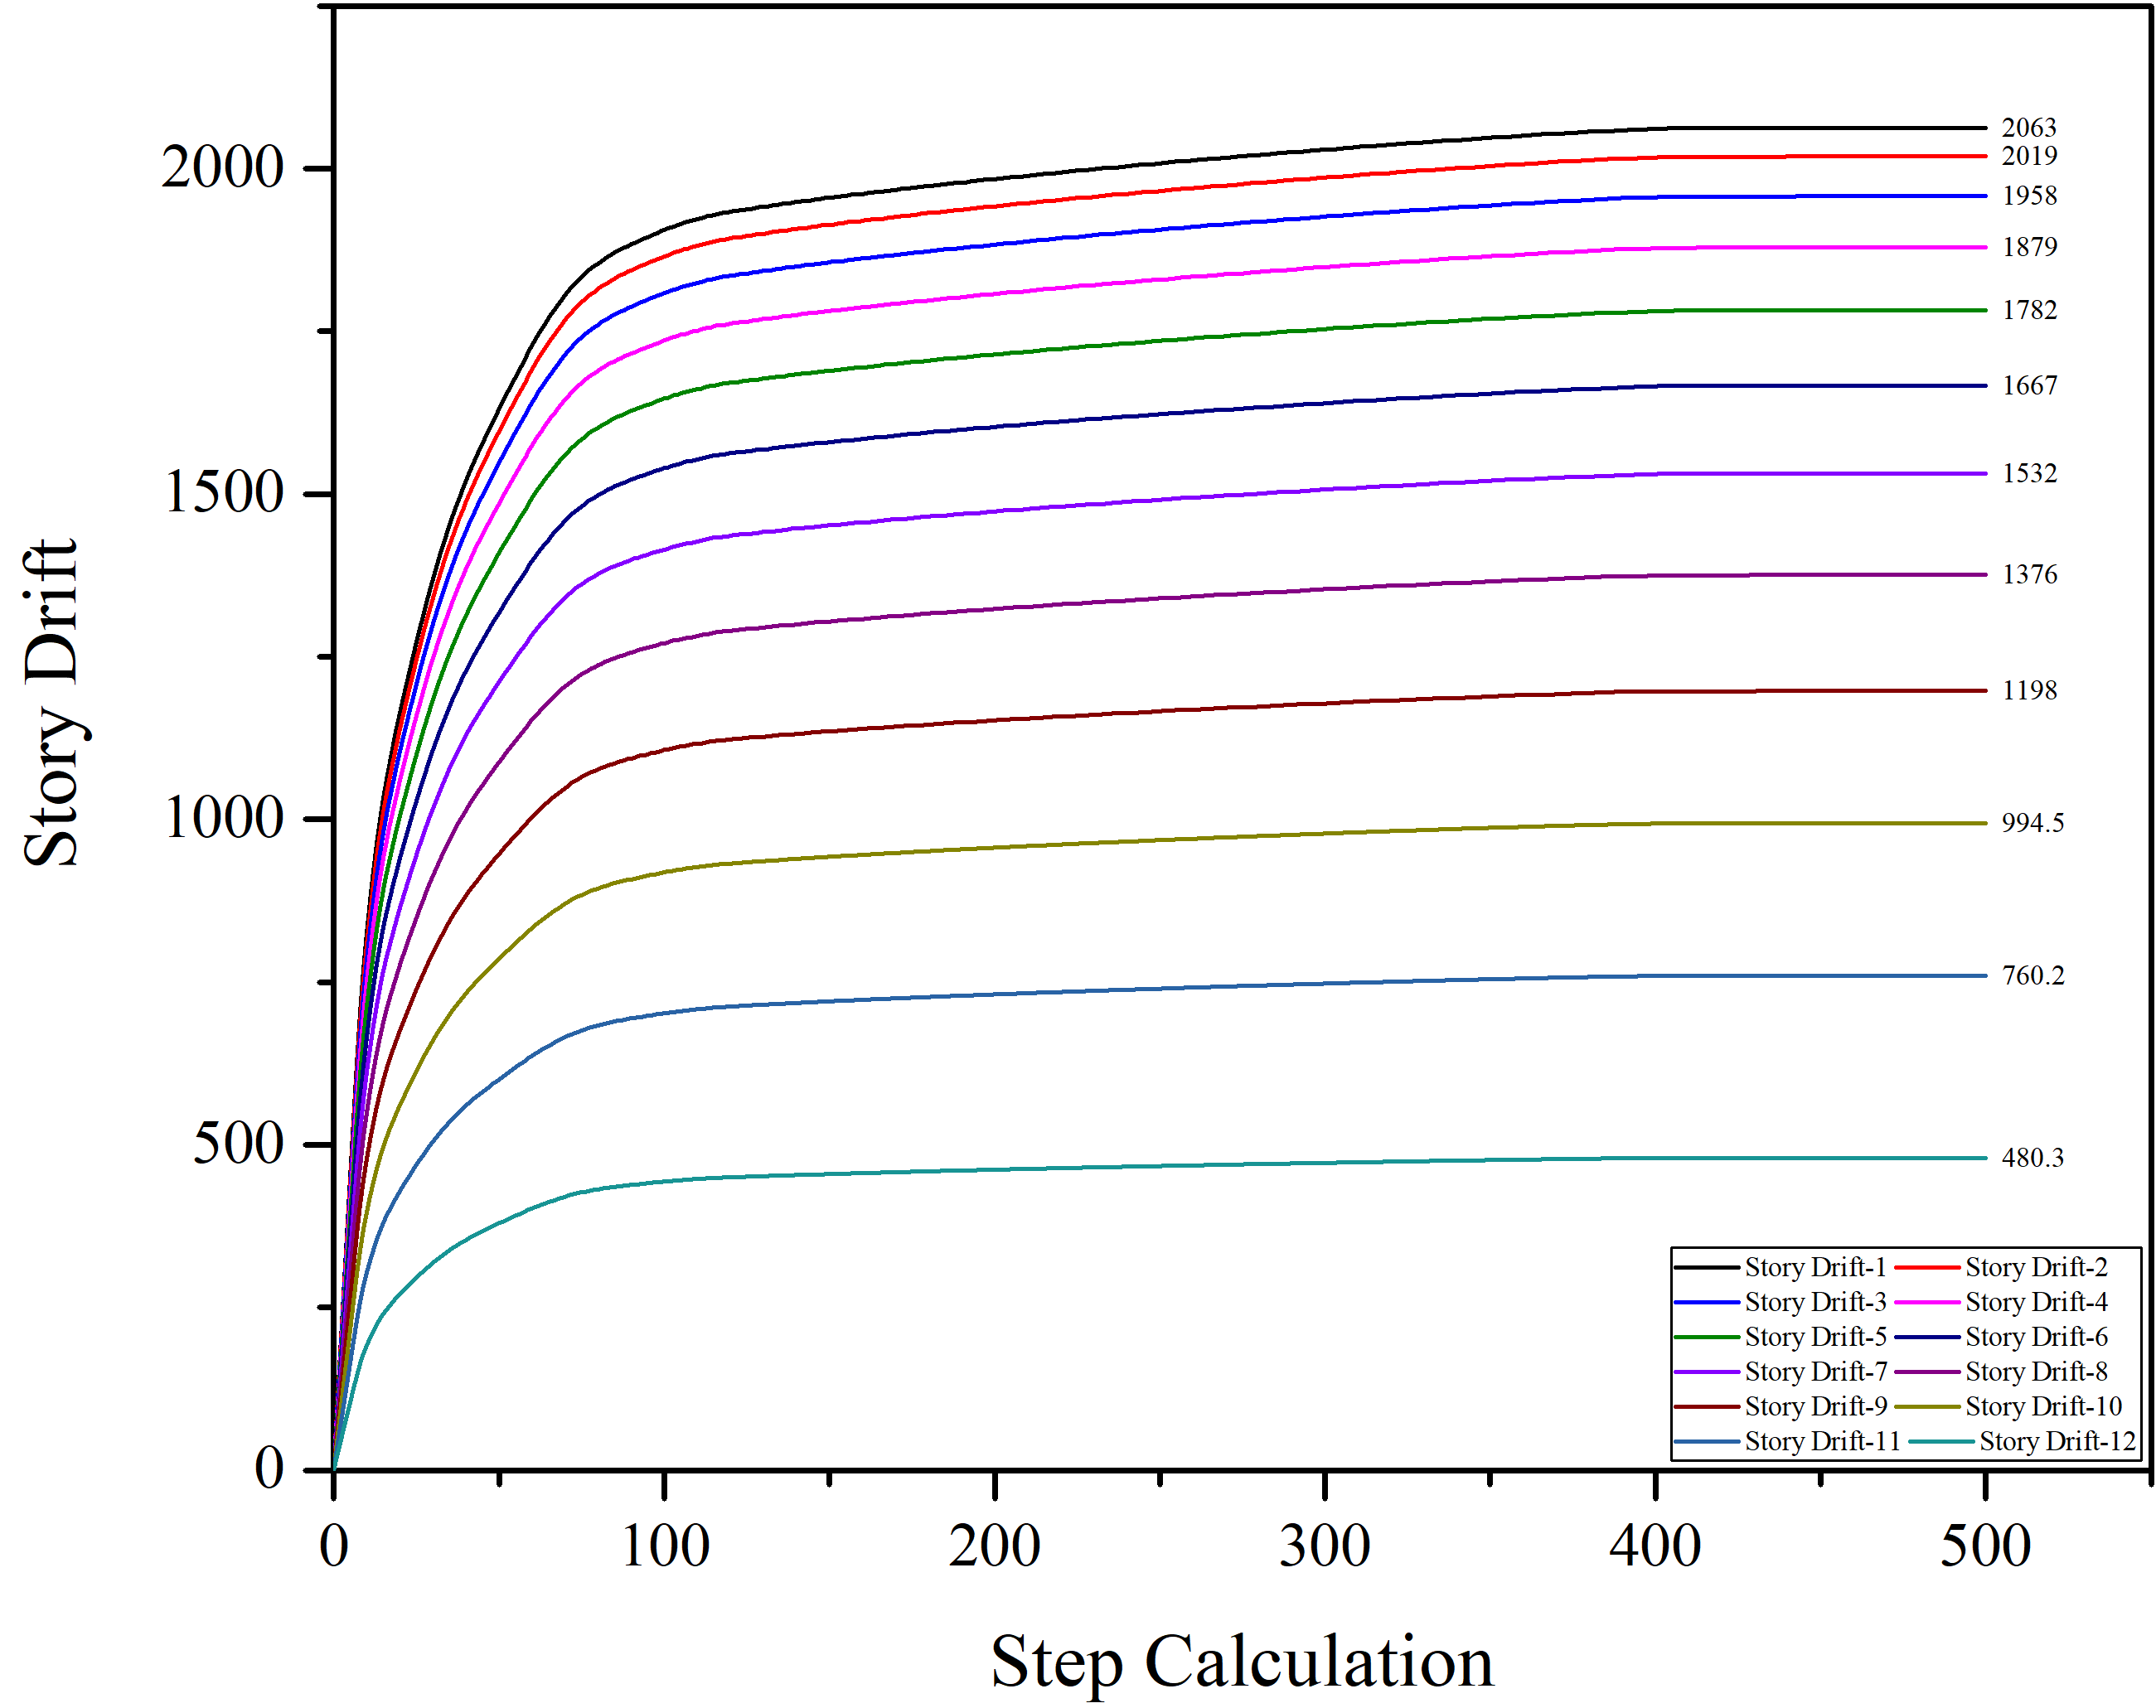 Story Drift
2000
1500
1000
500
0
2063
2019
1958
1879
1782
1667
1532
1376
1198
994.5
760.2
480.3
Story Drift-1 Story Drift-2
Story Drift-3 Story Drift-4
Story Drift-5 Story Drift-6
Story Drift-7 Story Drift-8
Story Drift-9 Story Drift-10
Story Drift-11 Story Drift-12
0 100 200 300 400 500
Step Calculation